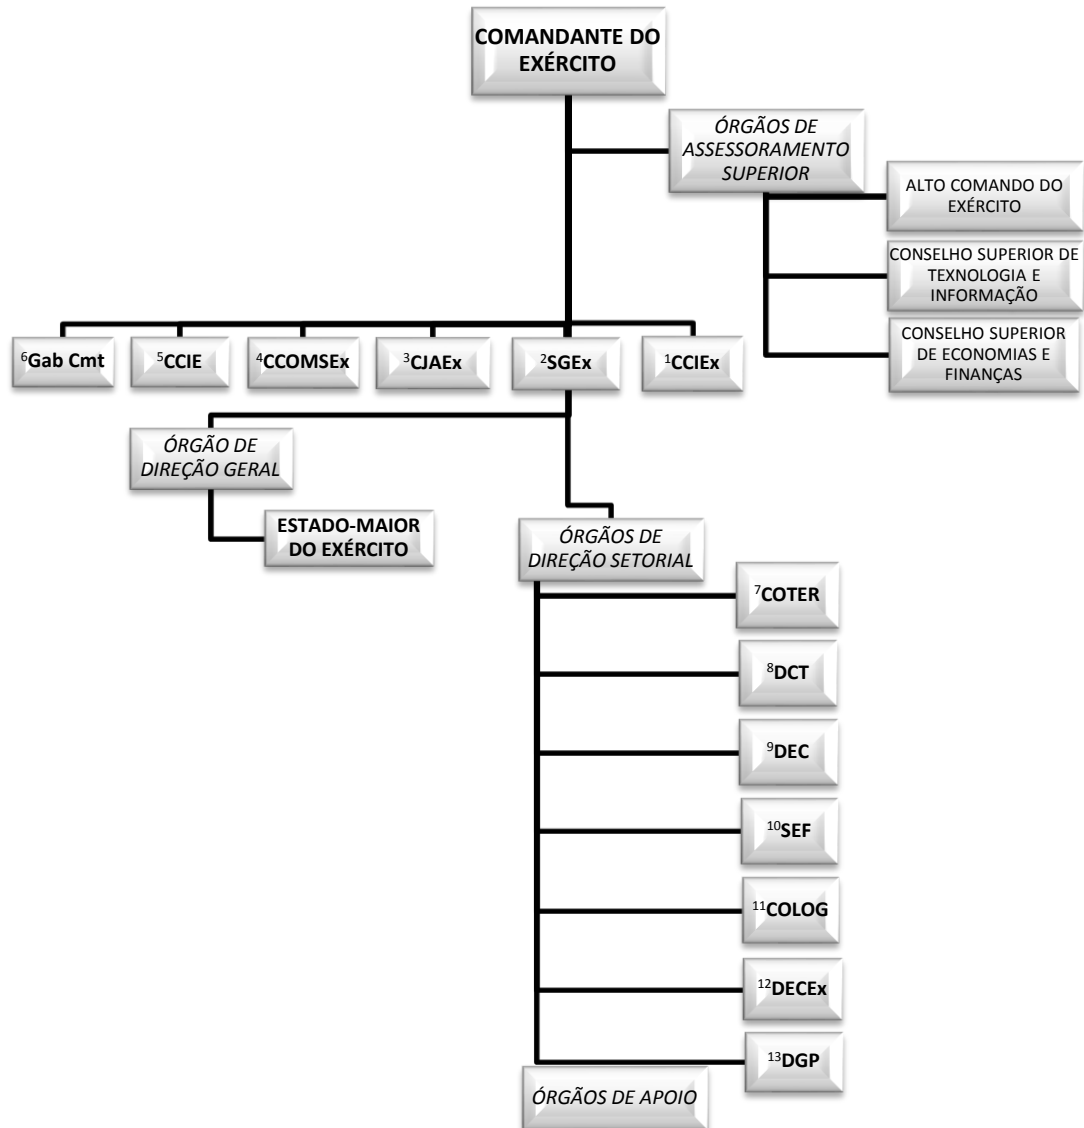 COMANDANTE DO
EXÉRCITO
ÓRGÃOS DE
ASSESSORAMENTO
SUPERIOR
ALTO COMANDO DO
EXÉRCITO
CONSELHO SUPERIOR DE
TEXNOLOGIA E
INFORMAÇÃO
CONSELHO SUPERIOR
DE ECONOMIAS E
FINANÇAS
⁶Gab Cmt
⁵CCIE
⁴CCOMSEx
³CJAEx
²SGEx
¹CCIEx
ÓRGÃO DE
DIREÇÃO GERAL
ESTADO-MAIOR
DO EXÉRCITO
ÓRGÃOS DE
DIREÇÃO SETORIAL
⁷COTER
⁸DCT
⁹DEC
¹⁰SEF
¹¹COLOG
¹²DECEx
¹³DGP
ÓRGÃOS DE APOIO